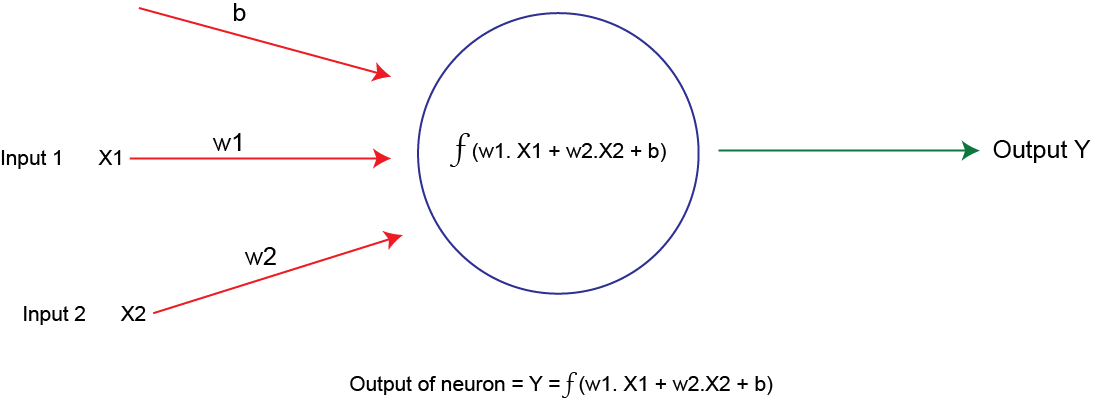 b
w1
Input 1 X1
f (w1. X1 + w2.X2 + b)
Output Y
w2
Input 2 X2
Output of neuron = Y = f (w1. X1 + w2.X2 + b)